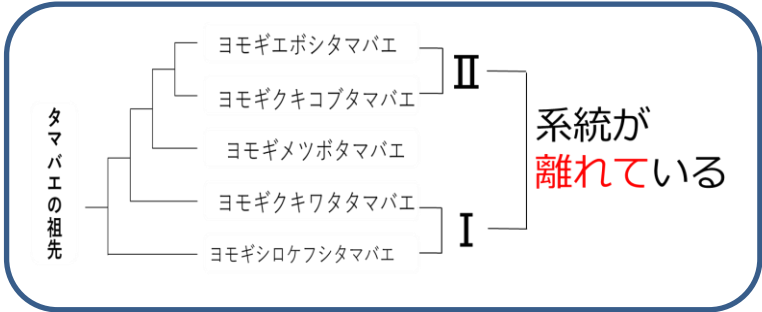 タマバエの祖先
ヨモギエボシタマバエ
ヨモギクキコブタマバエ
ヨモギメツボタマバエ
ヨモギクキワタタマバエ
ヨモギシロケフシタマバエ
Ⅱ
Ⅰ
系統が
離れている